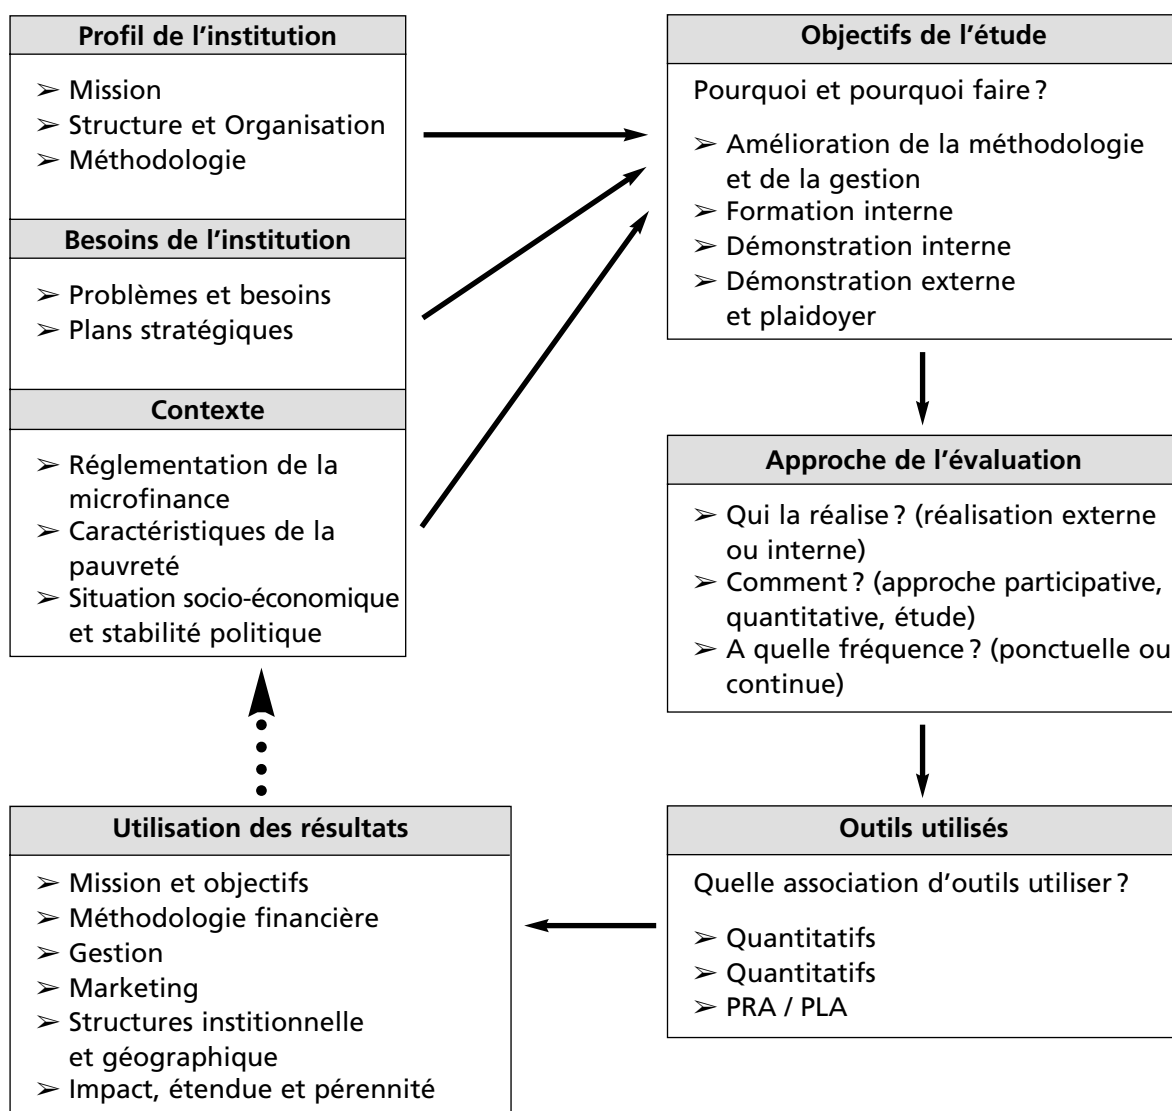 Profil de l'institution
➢ Mission
➢ Structure et Organisation
➢ Méthodologie
Besoins de l'institution
➢ Problèmes et besoins
➢ Plans stratégiques
Contexte
➢ Réglementation de la
microfinance
➢ Caractéristiques de la
pauvreté
➢ Situation socio-économique
et stabilité politique
Objectifs de l'étude
Pourquoi et pourquoi faire ?
➢ Amélioration de la méthodologie
et de la gestion
➢ Formation interne
➢ Démonstration interne
➢ Démonstration externe
et plaidoyer
Approche de l'évaluation
➢ Qui la réalise ? (réalisation externe
ou interne)
➢ Comment ? (approche participative,
quantitative, étude)
➢ A quelle fréquence ? (ponctuelle ou
continue)
Outils utilisés
Quelle association d'outils utiliser ?
➢ Quantitatifs
➢ Quantitatifs
➢ PRA / PLA
Utilisation des résultats
➢ Mission et objectifs
➢ Méthodologie financière
➢ Gestion
➢ Marketing
➢ Structures institionnelle
et géographique
➢ Impact, étendue et pérennité